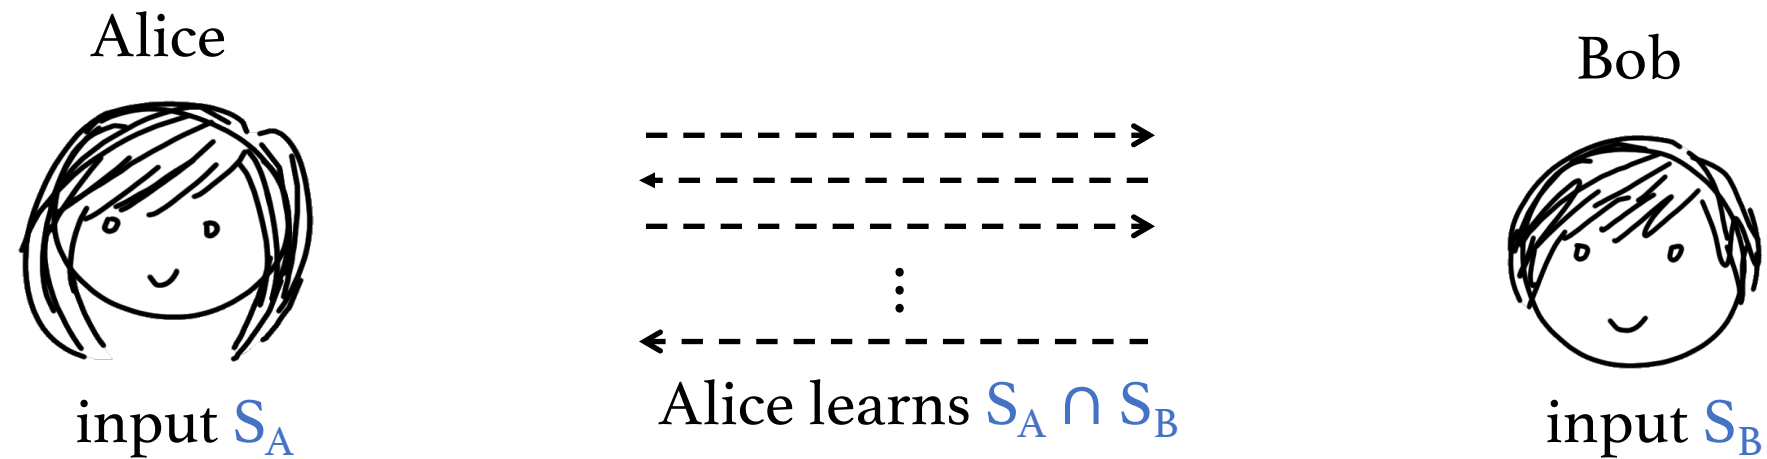 Alice
Bob
Alice learns S_A ∩ S_B
input S_A
input S_B